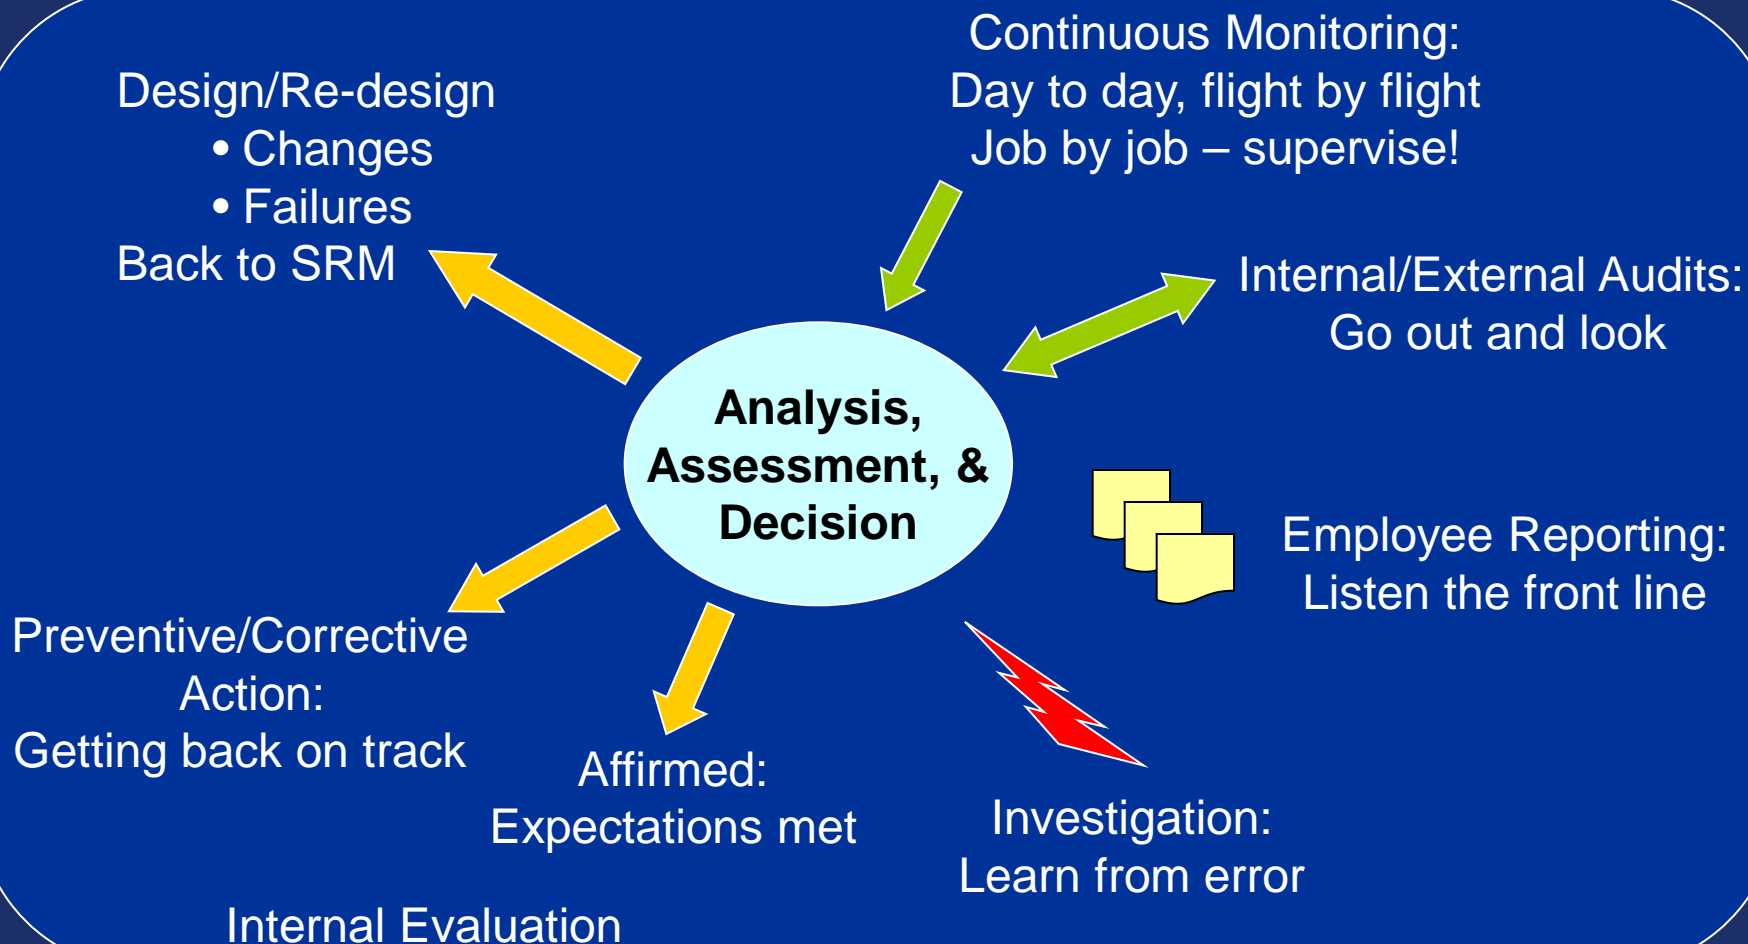 Design/Re-design
• Changes
• Failures
Back to SRM
Continuous Monitoring:
Day to day, flight by flight
Job by job – supervise!
Internal/External Audits:
Go out and look
Analysis,
Assessment, &
Decision
Employee Reporting:
Listen the front line
Preventive/Corrective
Action:
Getting back on track
Affirmed:
Expectations met
Investigation:
Learn from error
Internal Evaluation